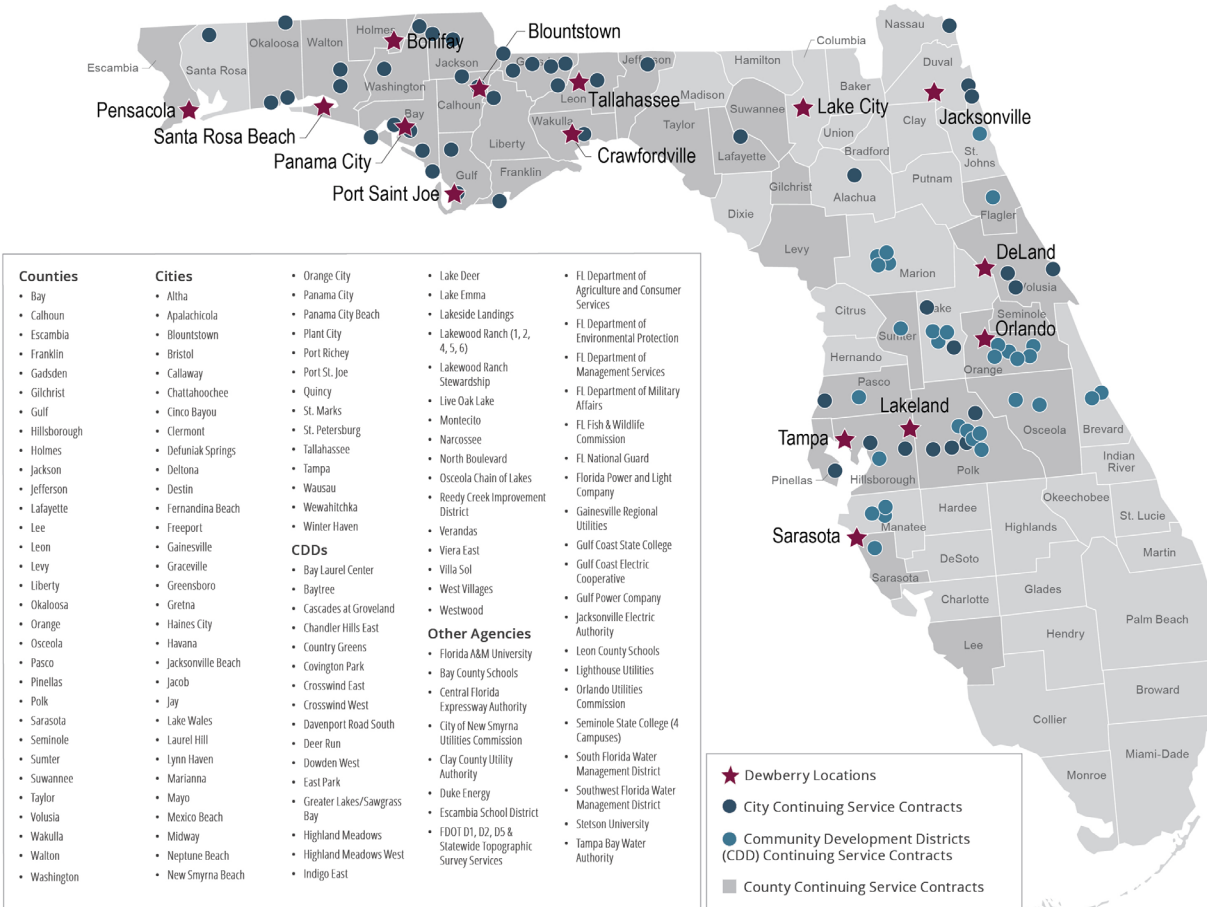 Nassau
Holmes
Okaloosa
Walton
Bonifay
Blountstown
Columbia
Escambia
Santa Rosa
Jackson
Jefferson
Hamilton
Duval
Washington
Madison
Baker
Pensacola
Calhoun
Leon
Tallahassee
Suwannee
Lake City
Jacksonville
Santa Rosa Beach
Bay
Wakulla
Taylor
Union
Clay
Panama City
Liberty
Crawfordville
Lafayette
Bradford
St.
Johns
Port Saint Joe
Gulf
Franklin
Gilchrist
Alachua
Putnam
Dixie
Flagler
Levy
DeLand
Marion
Volusia
Citrus
Lake
Seminole
Sumter
Orlando
Hernando
Orange
Pasco
Lakeland
Tampa
Osceola
Brevard
Pinellas
Hillsborough
Polk
Indian
River
Okeechobee
Manatee
Hardee
Highlands
St. Lucie
Sarasota
DeSoto
Martin
Sarasota
Charlotte
Glades
Lee
Hendry
Palm Beach
Broward
Collier
Monroe
Miami-Dade
Counties
• Bay
• Calhoun
• Escambia
• Franklin
• Gadsden
• Gilchrist
• Gulf
• Hillsborough
• Holmes
• Jackson
• Jefferson
• Lafayette
• Lee
• Leon
• Levy
• Liberty
• Okaloosa
• Orange
• Osceola
• Pasco
• Pinellas
• Polk
• Sarasota
• Seminole
• Sumter
• Suwannee
• Taylor
• Volusia
• Wakulla
• Walton
• Washington
Cities
• Altha
• Apalachicola
• Blountstown
• Bristol
• Callaway
• Chattahoochee
• Cinco Bayou
• Clermont
• Defuniak Springs
• Deltona
• Destin
• Fernandina Beach
• Freeport
• Gainesville
• Graceville
• Greensboro
• Gretna
• Haines City
• Havana
• Jacksonville Beach
• Jacob
• Jay
• Lake Wales
• Laurel Hill
• Lynn Haven
• Marianna
• Mayo
• Mexico Beach
• Midway
• Neptune Beach
• New Smyrna Beach
• Orange City
• Panama City
• Panama City Beach
• Plant City
• Port Richey
• Port St. Joe
• Quincy
• St. Marks
• St. Petersburg
• Tallahassee
• Tampa
• Wausau
• Wewahitchka
• Winter Haven
CDDs
• Bay Laurel Center
• Baytree
• Cascades at Groveland
• Chandler Hills East
• Country Greens
• Covington Park
• Crosswind East
• Crosswind West
• Davenport Road South
• Deer Run
• Dowden West
• East Park
• Greater Lakes/Sawgrass
Bay
• Highland Meadows
• Highland Meadows West
• Indigo East
• Lake Deer
• Lake Emma
• Lakeside Landings
• Lakewood Ranch (1, 2,
4, 5, 6)
• Lakewood Ranch
Stewardship
• Live Oak Lake
• Montecito
• Narcossee
• North Boulevard
• Osceola Chain of Lakes
• Reedy Creek Improvement
District
• Verandas
• Viera East
• Villa Sol
• West Villages
• Westwood
Other Agencies
• Florida A&M University
• Bay County Schools
• Central Florida
Expressway Authority
• City of New Smyrna
Utilities Commission
• Clay County Utility
Authority
• Duke Energy
• Escambia School District
• FDOT D1, D2, D5 &
Statewide Topographic
Survey Services
• FL Department of
Agriculture and Consumer
Services
• FL Department of
Environmental Protection
• FL Department of
Management Services
• FL Department of Military
Affairs
• FL Fish & Wildlife
Commission
• FL National Guard
• Florida Power and Light
Company
• Gainesville Regional
Utilities
• Gulf Coast State College
• Gulf Coast Electric
Cooperative
• Gulf Power Company
• Jacksonville Electric
Authority
• Leon County Schools
• Lighthouse Utilities
• Orlando Utilities
Commission
• Seminole State College (4
Campuses)
• South Florida Water
Management District
• Southwest Florida Water
Management District
• Stetson University
• Tampa Bay Water
Authority
Dewberry Locations
City Continuing Service Contracts
Community Development Districts
(CDD) Continuing Service Contracts
County Continuing Service Contracts